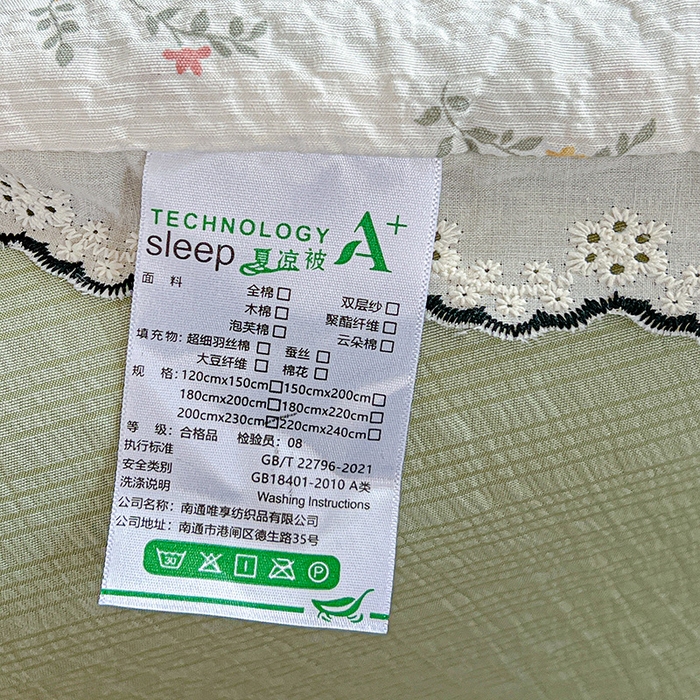 TECHNOLOGY A+
sleep 夏凉被
面 料 全棉□ 双层纱□
木棉□ 聚酯纤维□
泡芙棉□ 云朵棉□
填充物: 超细羽丝棉□ 蚕丝□
大豆纤维□ 棉花□
规 格: 120cmx150cm□ 150cmx200cm□
180cmx200cm□ 180cmx220cm□
200cmx230cm☑ 220cmx240cm□
等 级: 合格品 检验员: 08
执行标准 GB/T 22796-2021
安全类别 GB18401-2010 A类
洗涤说明 Washing Instructions
公司名称: 南通唯享纺织品有限公司
公司地址: 南通市港闸区德生路35号
30 P